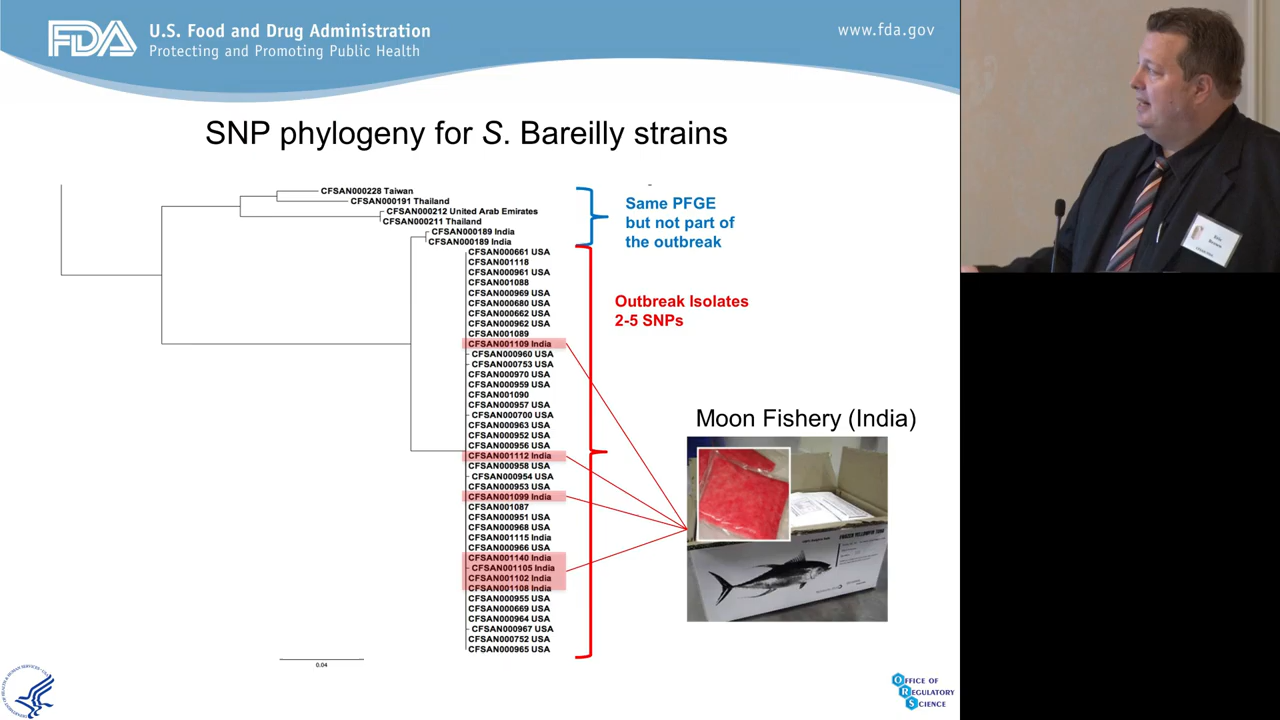 FDA
U.S. Food and Drug Administration
Protecting and Promoting Public Health
www.fda.gov
SNP phylogeny for S. Bareilly strains
CFSAN000228 Taiwan
CFSAN000191 Thailand
CFSAN000212 United Arab Emirates
CFSAN000211 Thailand
CFSAN000189 India
CFSAN000189 India
CFSAN000661 USA
CFSAN001118
CFSAN000961 USA
CFSAN001088
CFSAN000969 USA
CFSAN000680 USA
CFSAN000662 USA
CFSAN000962 USA
CFSAN001089
CFSAN001109 India
CFSAN000960 USA
CFSAN000753 USA
CFSAN000970 USA
CFSAN000959 USA
CFSAN001090
CFSAN000957 USA
CFSAN000700 USA
CFSAN000963 USA
CFSAN000952 USA
CFSAN000956 USA
CFSAN001112 India
CFSAN000958 USA
CFSAN000954 USA
CFSAN000953 USA
CFSAN001099 India
CFSAN001087
CFSAN000951 USA
CFSAN000968 USA
CFSAN001115 India
CFSAN000966 USA
CFSAN001140 India
CFSAN001105 India
CFSAN001102 India
CFSAN001108 India
CFSAN000955 USA
CFSAN000669 USA
CFSAN000964 USA
CFSAN000967 USA
CFSAN000752 USA
CFSAN000965 USA
0.04
Same PFGE
but not part of
the outbreak
Outbreak Isolates
2-5 SNPs
Moon Fishery (India)
FROZEN YELLOWFIN TUNA
OFFICE OF
REGULATORY
SCIENCE